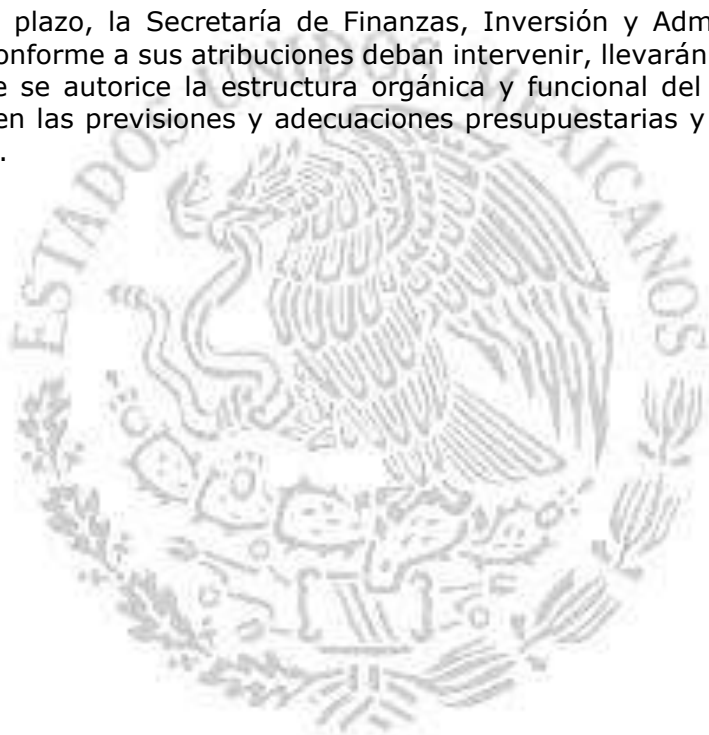 plazo, la Secretaría de Finanzas, Inversión y Adm
onforme a sus atribuciones deban intervenir, llevarán
e se autorice la estructura orgánica y funcional del
en las previsiones y adecuaciones presupuestarias y
.
ESTADOS UNIDOS MEXICANOS